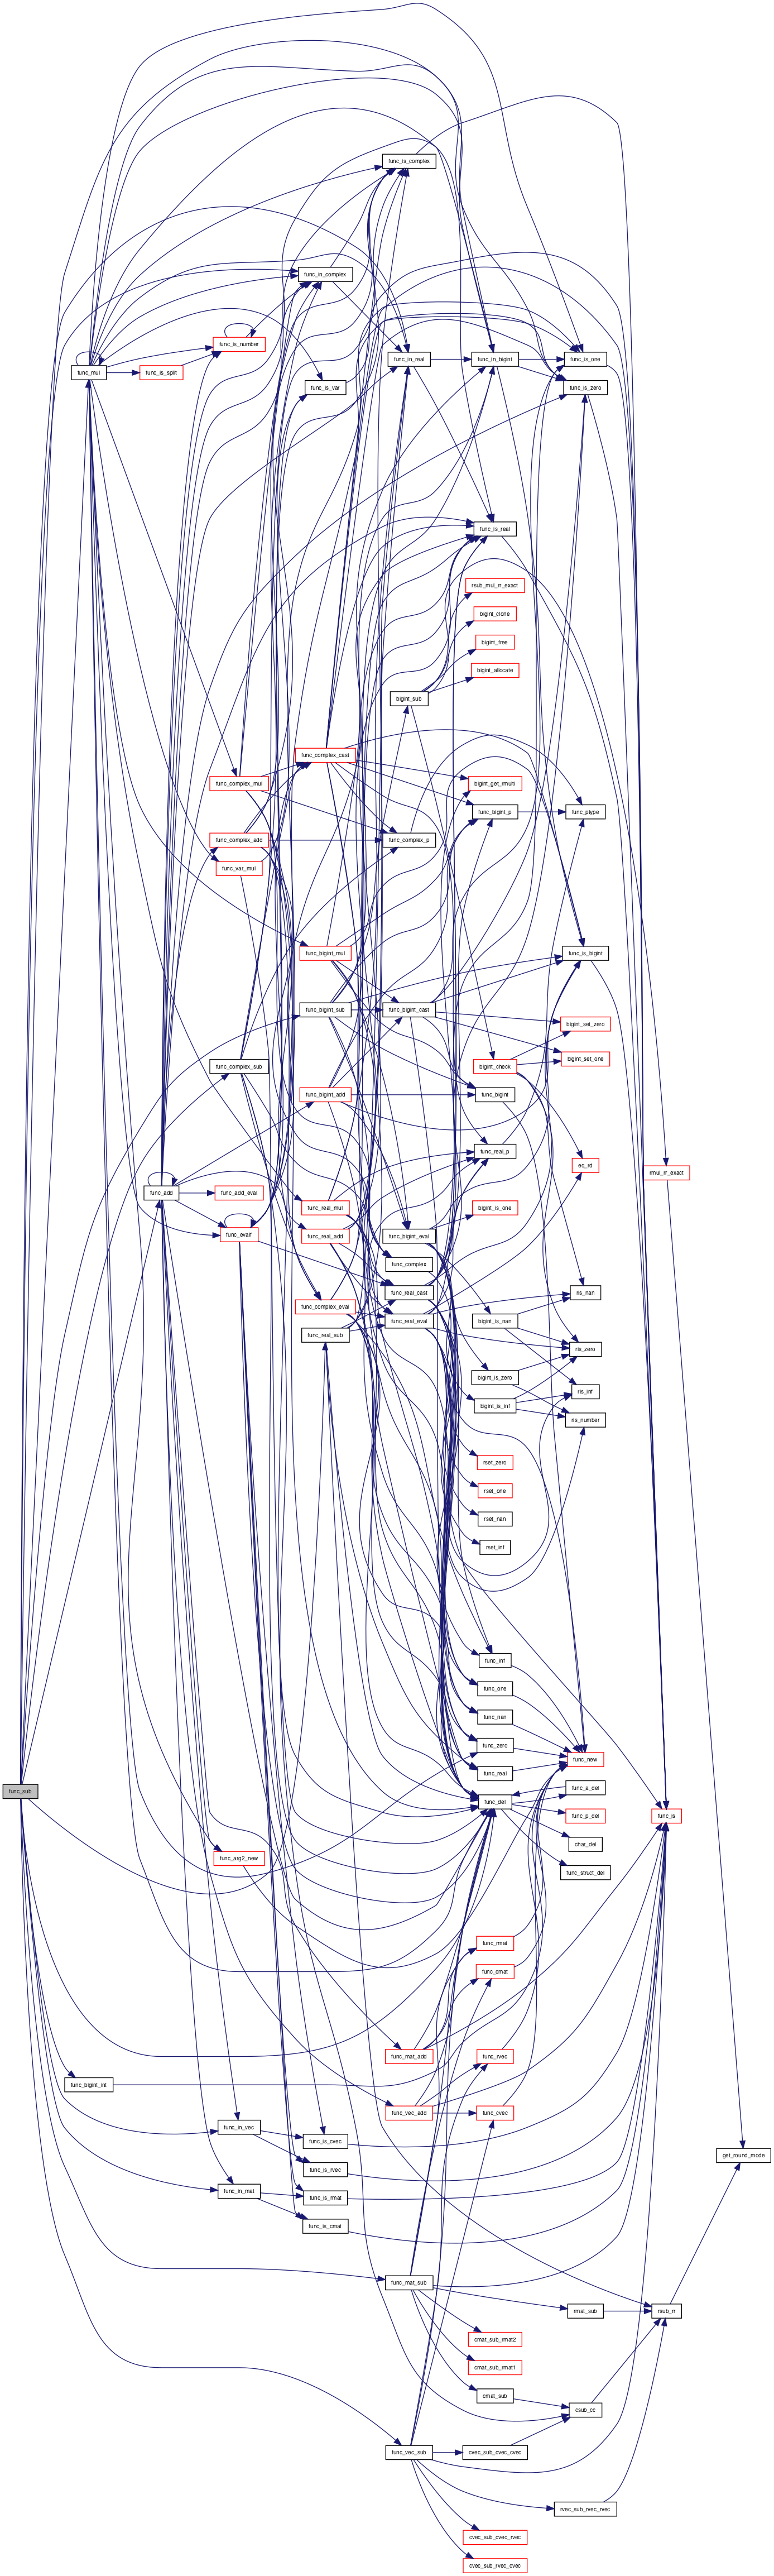 func_is_complex
func_in_complex
func_is_number
func_in_real
func_in_bigint
func_is_one
func_mul
func_is_split
func_is_var
func_is_zero
func_is_real
rsub_mul_rr_exact
bigint_clone
bigint_free
bigint_allocate
bigint_sub
func_complex_cast
func_complex_mul
bigint_get_rmulti
func_bigint_p
func_ptype
func_complex_add
func_complex_p
func_var_mul
func_bigint_mul
func_is_bigint
func_bigint_sub
func_bigint_cast
bigint_set_zero
bigint_set_one
func_complex_sub
bigint_check
func_bigint_add
func_bigint
func_real_p
eq_rd
rmul_rr_exact
func_add
func_add_eval
func_real_mul
bigint_is_one
func_evalf
func_real_add
func_bigint_eval
func_complex
func_real_cast
ris_nan
func_complex_eval
func_real_eval
bigint_is_nan
func_real_sub
ris_zero
bigint_is_zero
ris_inf
bigint_is_inf
ris_number
rset_zero
rset_one
rset_nan
rset_inf
func_inf
func_one
func_nan
func_zero
func_new
func_real
func_sub
func_a_del
func_del
func_p_del
func_is
char_del
func_arg2_new
func_struct_del
func_rmat
func_cmat
func_mat_add
func_rvec
func_bigint_int
func_vec_add
func_cvec
func_in_vec
func_is_cvec
get_round_mode
func_is_rvec
func_in_mat
func_is_rmat
func_is_cmat
func_mat_sub
rmat_sub
rsub_rr
cmat_sub_rmat2
cmat_sub_rmat1
cmat_sub
csub_cc
func_vec_sub
cvec_sub_cvec_cvec
rvec_sub_rvec_rvec
cvec_sub_cvec_rvec
cvec_sub_rvec_cvec